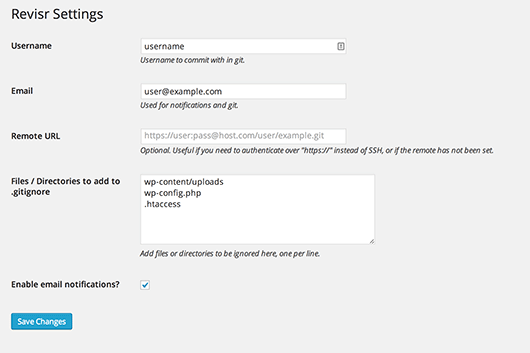 Revisr Settings
Username
username
Username to commit with in git.
Email
user@example.com
Used for notifications and git.
Remote URL
https://user:pass@host.com/user/example.git
Optional. Useful if you need to authenticate over "https://" instead of SSH, or if the remote has not been set.
Files / Directories to add to
.gitignore
wp-content/uploads
wp-config.php
.htaccess
Add files or directories to be ignored here, one per line.
Enable email notifications?
Save Changes